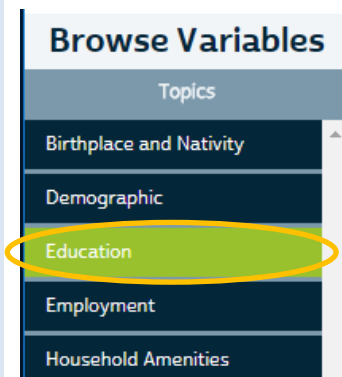 Browse Variables
Topics
Birthplace and Nativity
Demographic
Education
Employment
Household Amenities